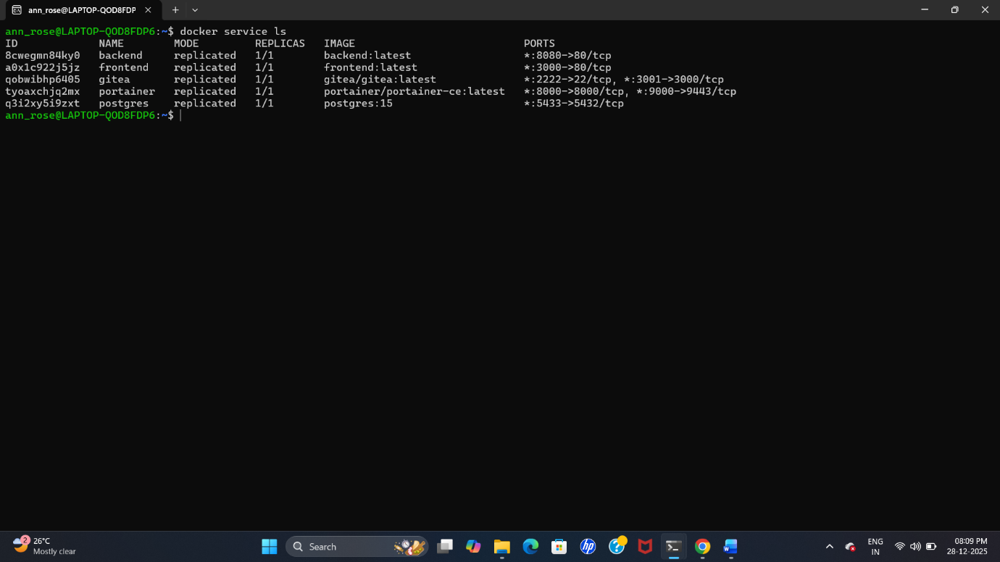 ann_rose@LAPTOP-QOD8FDP
ann_rose@LAPTOP-QOD8FDP6:~$ docker service ls
ID NAME MODE REPLICAS IMAGE PORTS
8cwegmn84ky0 backend replicated 1/1 backend:latest *:8080->80/tcp
a0x1c922j5jz frontend replicated 1/1 frontend:latest *:3000->80/tcp
qobwibhp6405 gitea replicated 1/1 gitea/gitea:latest *:2222->22/tcp, *:3001->3000/tcp
tyoaxchjq2mx portainer replicated 1/1 portainer/portainer-ce:latest *:8000->8000/tcp, *:9000->9443/tcp
q3i2xy5i9zxt postgres replicated 1/1 postgres:15 *:5433->5432/tcp
ann_rose@LAPTOP-QOD8FDP6:~$
2
26°C
Mostly clear
Search
hp
ENG
IN
08:09 PM
28-12-2025